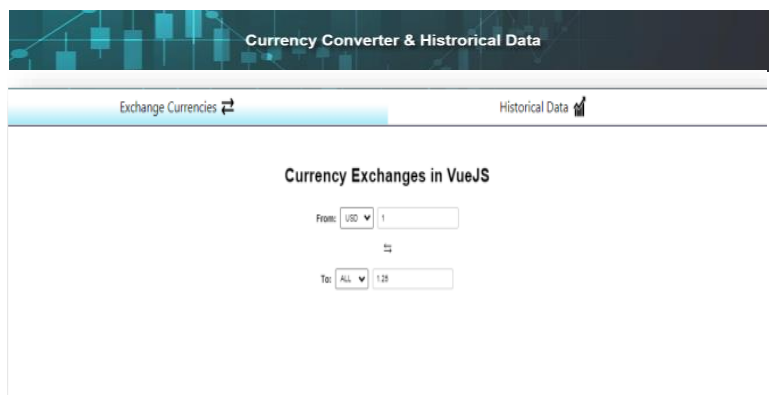 Currency Converter & Histrorical Data
Exchange Currencies
Historical Data
Currency Exchanges in VueJS
From: USD 1
To: ALL 1.25